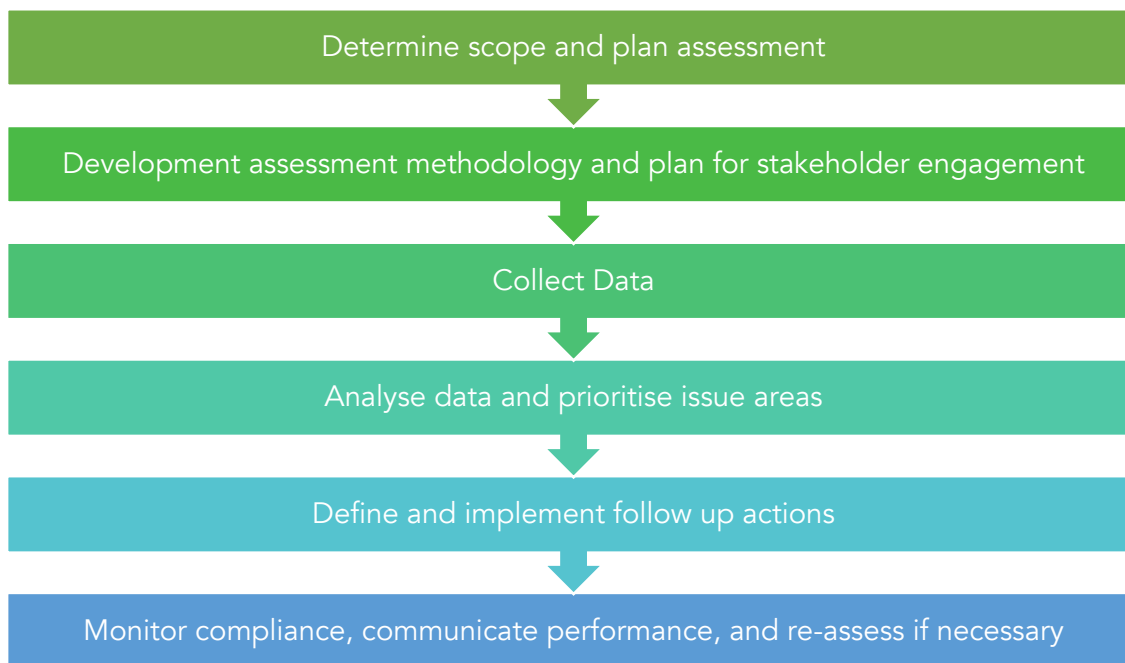 Determine scope and plan assessment
Development assessment methodology and plan for stakeholder engagement
Collect Data
Analyse data and prioritise issue areas
Define and implement follow up actions
Monitor compliance, communicate performance, and re-assess if necessary